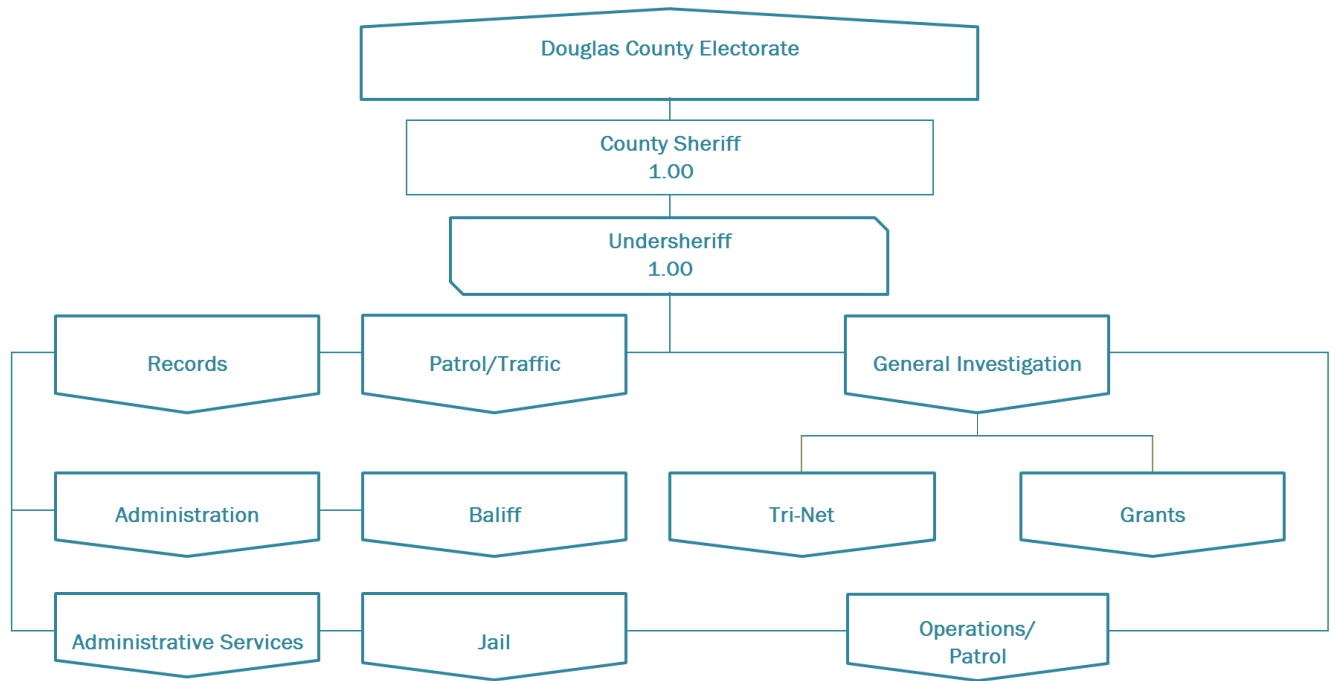 Douglas County Electorate
County Sheriff
1.00
Undersheriff
1.00
Records
Patrol/Traffic
General Investigation
Administration
Baliff
Tri-Net
Grants
Administrative Services
Jail
Operations/
Patrol